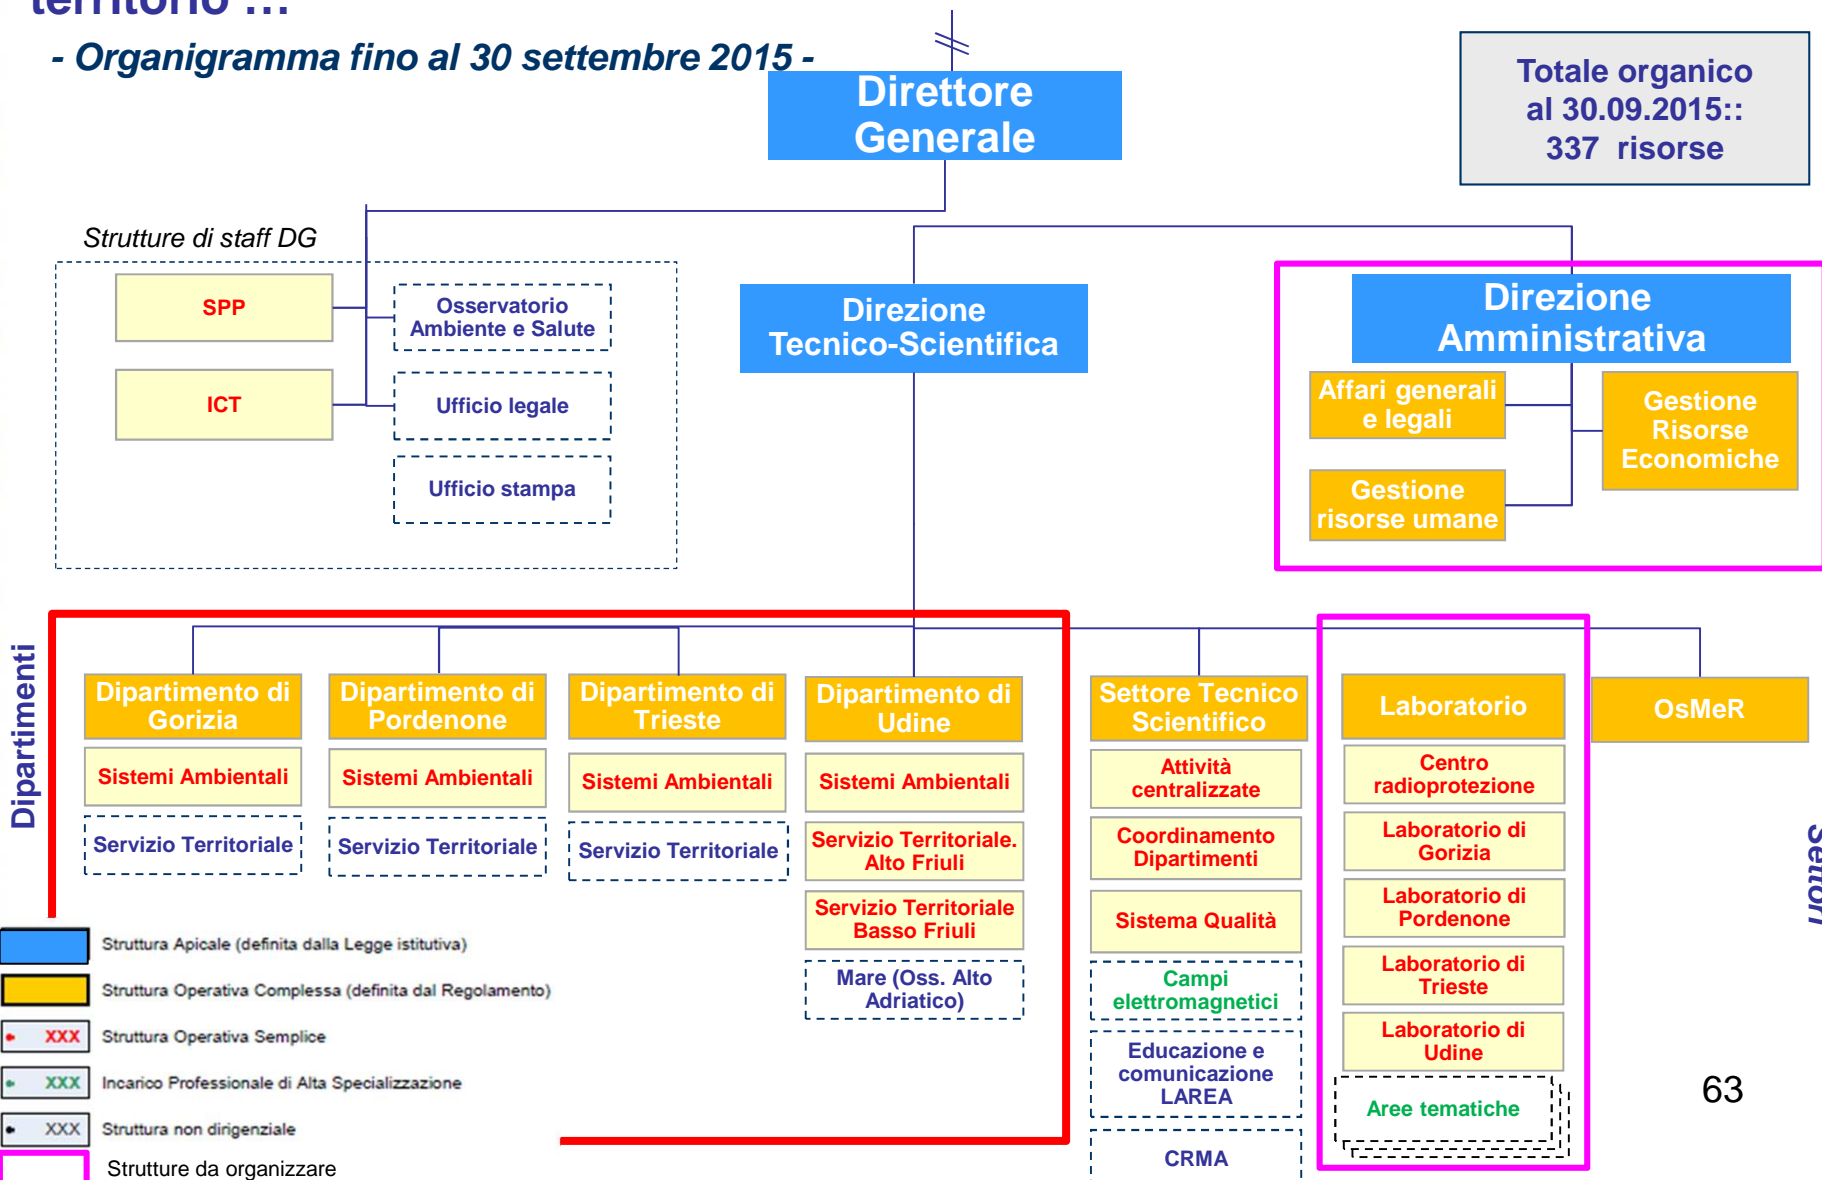 territorio ...
- Organigramma fino al 30 settembre 2015 -
Direttore
Generale
Totale organico
al 30.09.2015::
337 risorse
Strutture di staff DG
SPP
ICT
Osservatorio
Ambiente e Salute
Ufficio legale
Ufficio stampa
Direzione
Tecnico-Scientifica
Direzione
Amministrativa
Affari generali
e legali
Gestione
risorse umane
Gestione
Risorse
Economiche
Dipartimenti
Dipartimento di
Gorizia
Sistemi Ambientali
Servizio Territoriale
Dipartimento di
Pordenone
Sistemi Ambientali
Servizio Territoriale
Dipartimento di
Trieste
Sistemi Ambientali
Servizio Territoriale
Dipartimento di
Udine
Sistemi Ambientali
Servizio Territoriale.
Alto Friuli
Servizio Territoriale
Basso Friuli
Mare (Oss. Alto
Adriatico)
Settore Tecnico
Scientifico
Attività
centralizzate
Coordinamento
Dipartimenti
Sistema Qualità
Campi
elettromagnetici
Educazione e
comunicazione
LAREA
CRMA
Laboratorio
Centro
radioprotezione
Laboratorio di
Gorizia
Laboratorio di
Pordenone
Laboratorio di
Trieste
Laboratorio di
Udine
Aree tematiche
OsMeR
Settori
Struttura Apicale (definita dalla Legge istitutiva)
Struttura Operativa Complessa (definita dal Regolamento)
XXX Struttura Operativa Semplice
XXX Incarico Professionale di Alta Specializzazione
XXX Struttura non dirigenziale
Strutture da organizzare
63